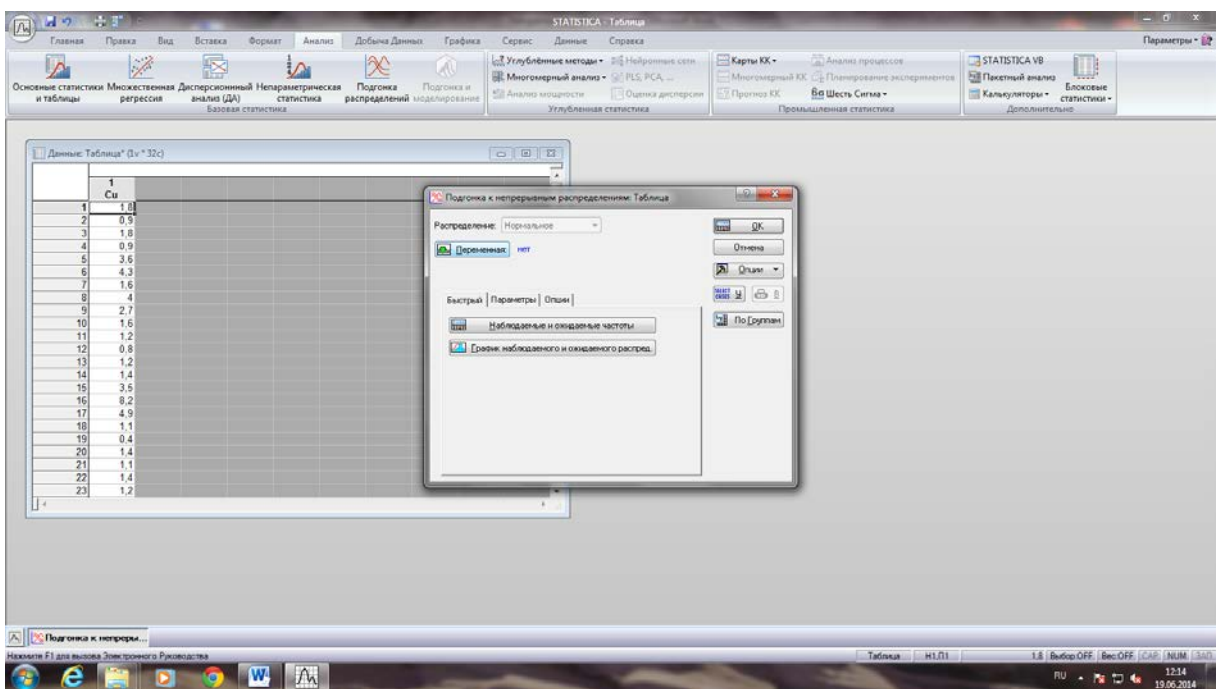 STATISTICA - Таблица
Главная Правка Вид Вставка Формат Анализ Добыча Данных Графика Сервис Данные Справка Параметры
Основные статистики и таблицы
Множественная регрессия
Дисперсионный анализ (ДА)
Непараметрическая статистика
Подгонка распределений
Подгонка и моделирование
Базовая статистика
Углублённые методы
Многомерный анализ
Анализ мощности
Нейронные сети
PLS, PCA, ...
Оценка дисперсии
Углубленная статистика
Карты КК
Многомерный КК
Прогноз КК
Анализ процессов
Планирование экспериментов
6σ Шесть Сигма
Промышленная статистика
STATISTICA VB
Пакетный анализ
Калькуляторы
Блоковые статистики
Дополнительно
Данные: Таблица* (1v * 32c)
1
Cu
1 1,8
2 0,9
3 1,8
4 0,9
5 3,6
6 4,3
7 1,6
8 4
9 2,7
10 1,6
11 1,2
12 0,8
13 1,2
14 1,4
15 3,5
16 8,2
17 4,9
18 1,1
19 0,4
20 1,4
21 1,1
22 1,4
23 1,2
Подгонка к непрерывным распределениям: Таблица
Распределение: Нормальное
Переменная: нет
Быстрый Параметры Опции
Наблюдаемые и ожидаемые частоты
График наблюдаемого и ожидаемого распред.
OK
Отмена
Опции
SELECT CASES
По Группам
Подгонка к непреры...
Нажмите F1 для вызова Электронного Руководства
Таблица Н1,П1 1,8 Выбор OFF Вес OFF CAP NUM ЗАП
RU 12:14
19.06.2014